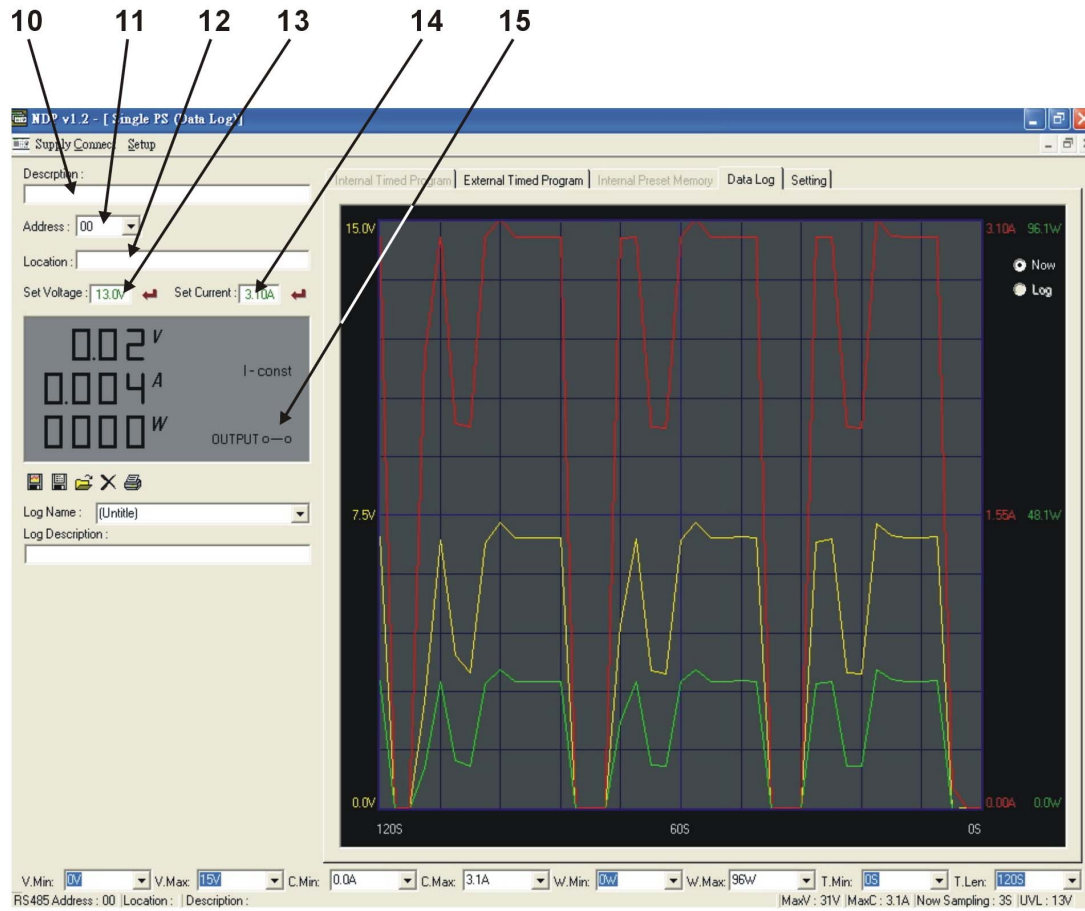 10 11 12 13 14 15
NDP v1.2 - [ Single PS (Data Log)]
Supply Connect Setup
Descrption :
Address : 00
Location :
Set Voltage : 13.0V Set Current : 3.10A
0.02 V
I - const
0.004 A
0000 W
OUTPUT
Log Name : (Untitle)
Log Description :
Internal Timed Program External Timed Program Internal Preset Memory Data Log Setting
15.0V 3.10A 96.1W
Now
Log
7.5V 1.55A 48.1W
0.0V 0.00A 0.0W
120S 60S 0S
V.Min: 0V V.Max: 15V C.Min: 0.0A C.Max: 3.1A W.Min: 0W W.Max: 96W T.Min: 0S T.Len: 120S
RS485 Address : 00 Location : Description : MaxV : 31V MaxC : 3.1A Now Sampling : 3S UVL : 13V